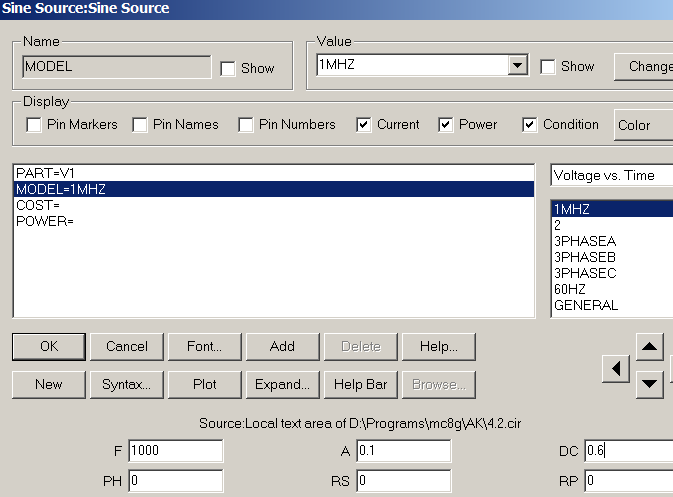 Sine Source:Sine Source
Name
Value
MODEL
Show
1MHZ
Show
Change
Display
Pin Markers
Pin Names
Pin Numbers
Current
Power
Condition
Color
PART=V1
MODEL=1MHZ
COST=
POWER=
Voltage vs. Time
1MHZ
2
3PHASEA
3PHASEB
3PHASEC
60HZ
GENERAL
OK
Cancel
Font...
Add
Delete
Help...
New
Syntax...
Plot
Expand...
Help Bar
Browse...
Source:Local text area of D:\Programs\mc8g\AK\4.2.cir
F 1000
A 0.1
DC 0.6
PH 0
RS 0
RP 0